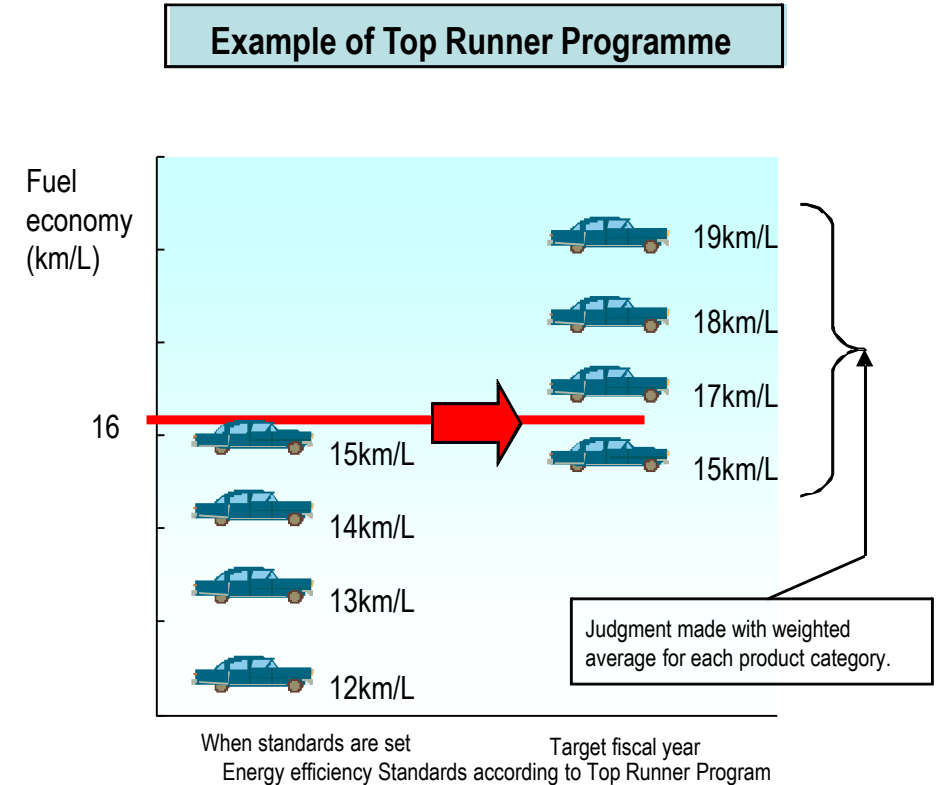 Example of Top Runner Programme
Fuel
economy
(km/L)
16
15km/L
14km/L
13km/L
12km/L
19km/L
18km/L
17km/L
15km/L
Judgment made with weighted
average for each product category.
When standards are set
Target fiscal year
Energy efficiency Standards according to Top Runner Program